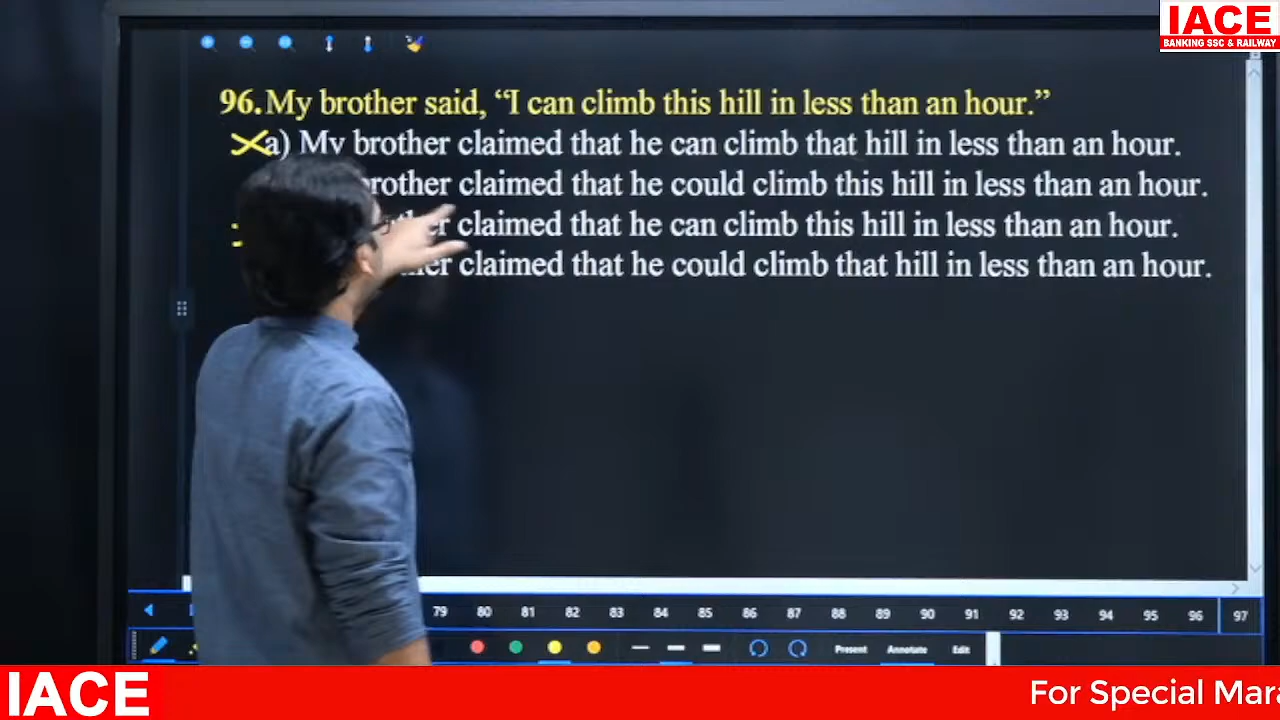 IACE
BANKING SSC & RAILWAY
96. My brother said, “I can climb this hill in less than an hour.”
a) My brother claimed that he can climb that hill in less than an hour.
brother claimed that he could climb this hill in less than an hour.
claimed that he can climb this hill in less than an hour.
claimed that he could climb that hill in less than an hour.
79 80 81 82 83 84 85 86 87 88 89 90 91 92 93 94 95 96 97
Present Annotate Edit
IACE For Special Mara